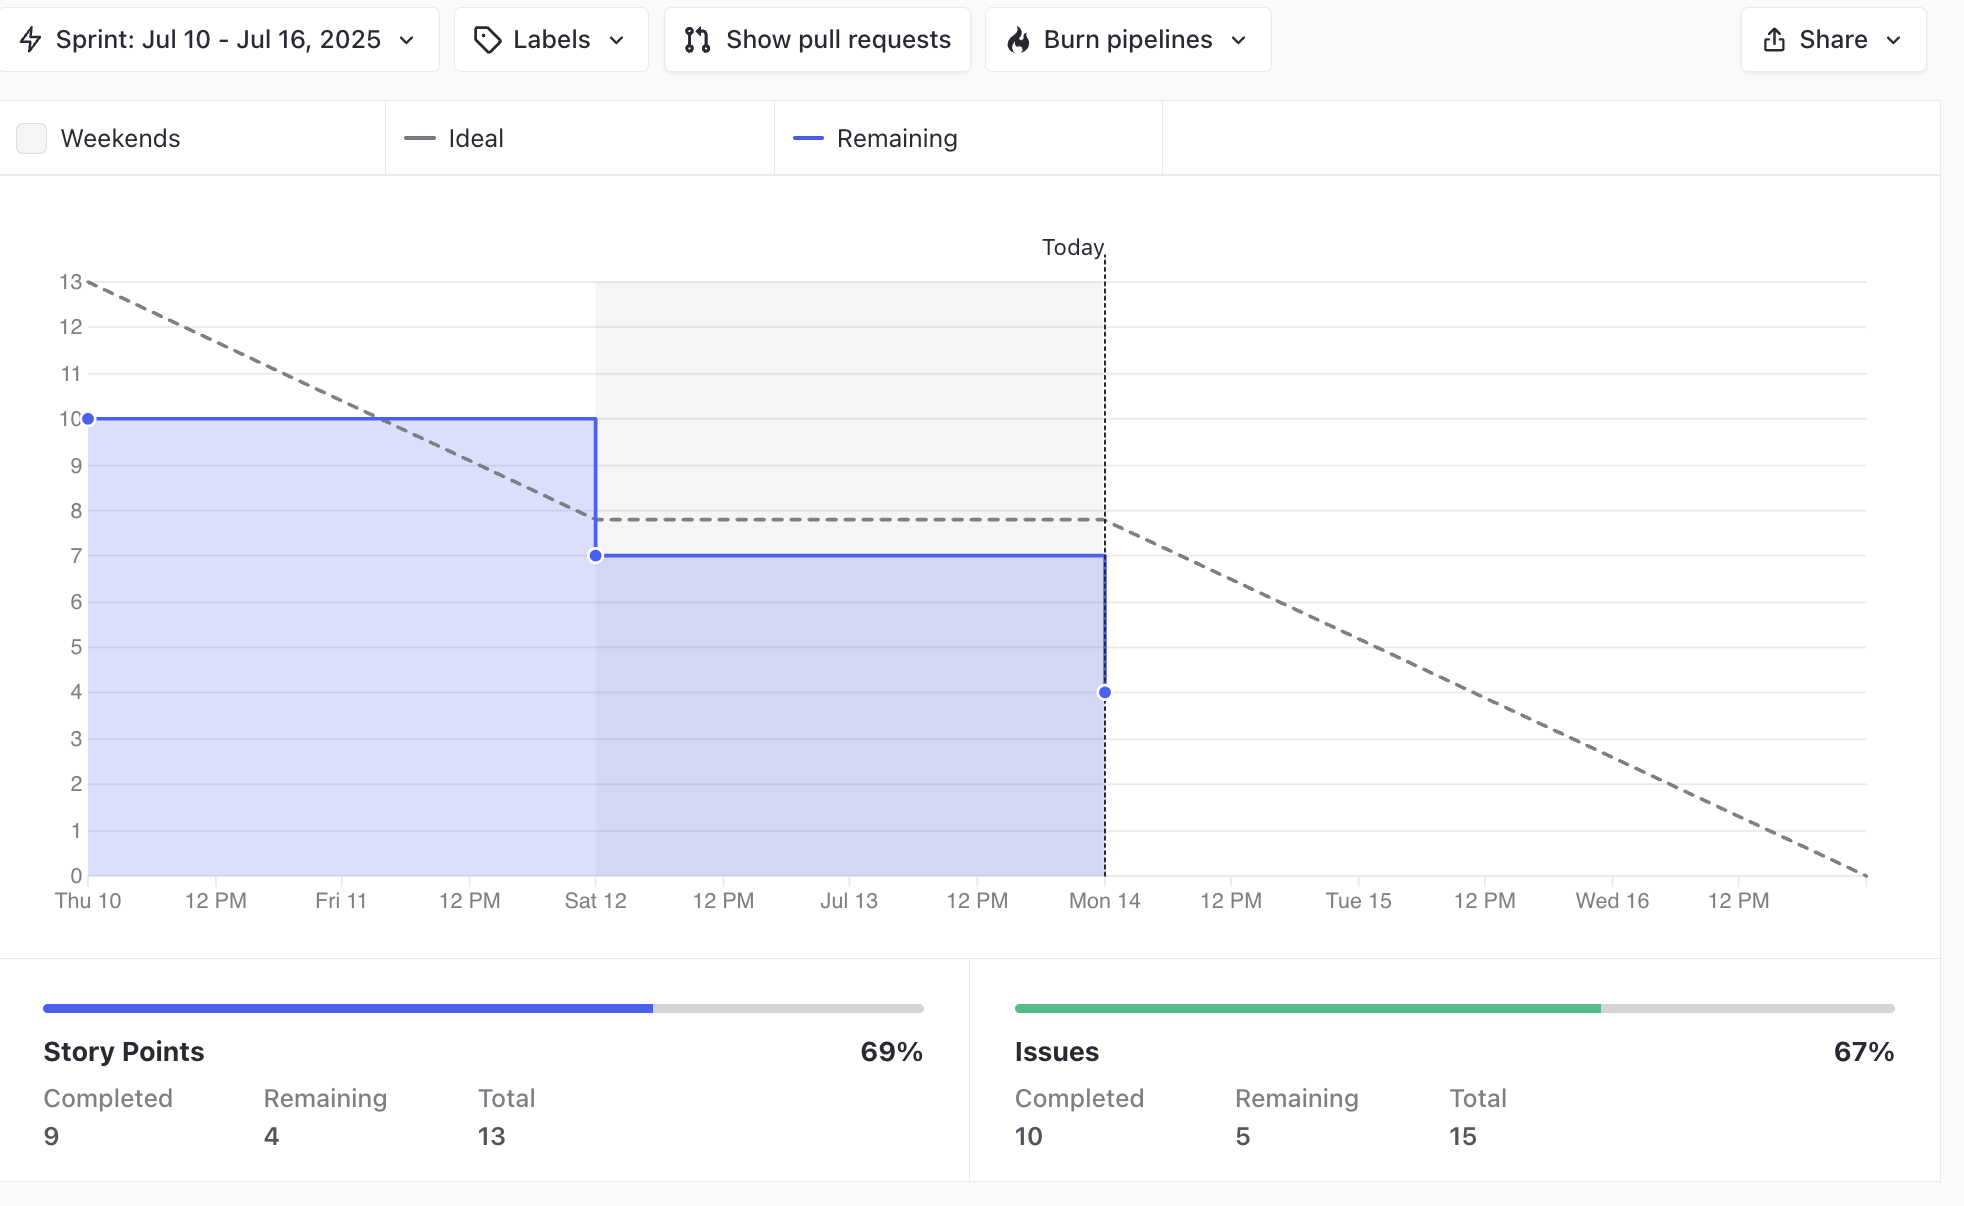 Sprint: Jul 10 - Jul 16, 2025
Labels
Show pull requests
Burn pipelines
Share
Weekends
Ideal
Remaining
Today
13
12
11
10
9
8
7
6
5
4
3
2
1
0
Thu 10
12 PM
Fri 11
12 PM
Sat 12
12 PM
Jul 13
12 PM
Mon 14
12 PM
Tue 15
12 PM
Wed 16
12 PM
Story Points
69%
Completed
Remaining
Total
9
4
13
Issues
67%
Completed
Remaining
Total
10
5
15